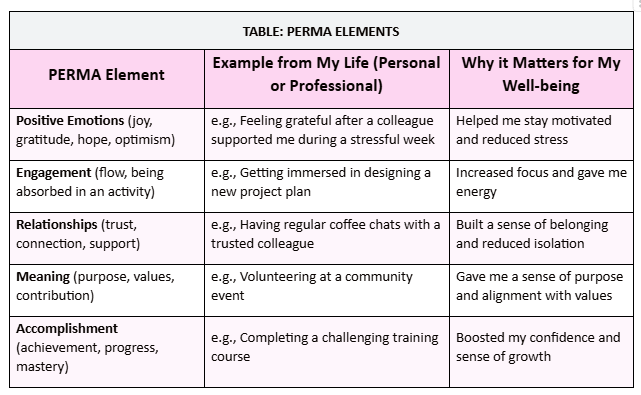 TABLE: PERMA ELEMENTS
PERMA Element
Example from My Life (Personal
or Professional)
Why it Matters for My
Well-being
Positive Emotions (joy,
gratitude, hope, optimism)
e.g., Feeling grateful after a colleague
supported me during a stressful week
Helped me stay motivated
and reduced stress
Engagement (flow, being
absorbed in an activity)
e.g., Getting immersed in designing a
new project plan
Increased focus and gave me
energy
Relationships (trust,
connection, support)
e.g., Having regular coffee chats with a
trusted colleague
Built a sense of belonging
and reduced isolation
Meaning (purpose, values,
contribution)
e.g., Volunteering at a community
event
Gave me a sense of purpose
and alignment with values
Accomplishment
(achievement, progress,
mastery)
e.g., Completing a challenging training
course
Boosted my confidence and
sense of growth